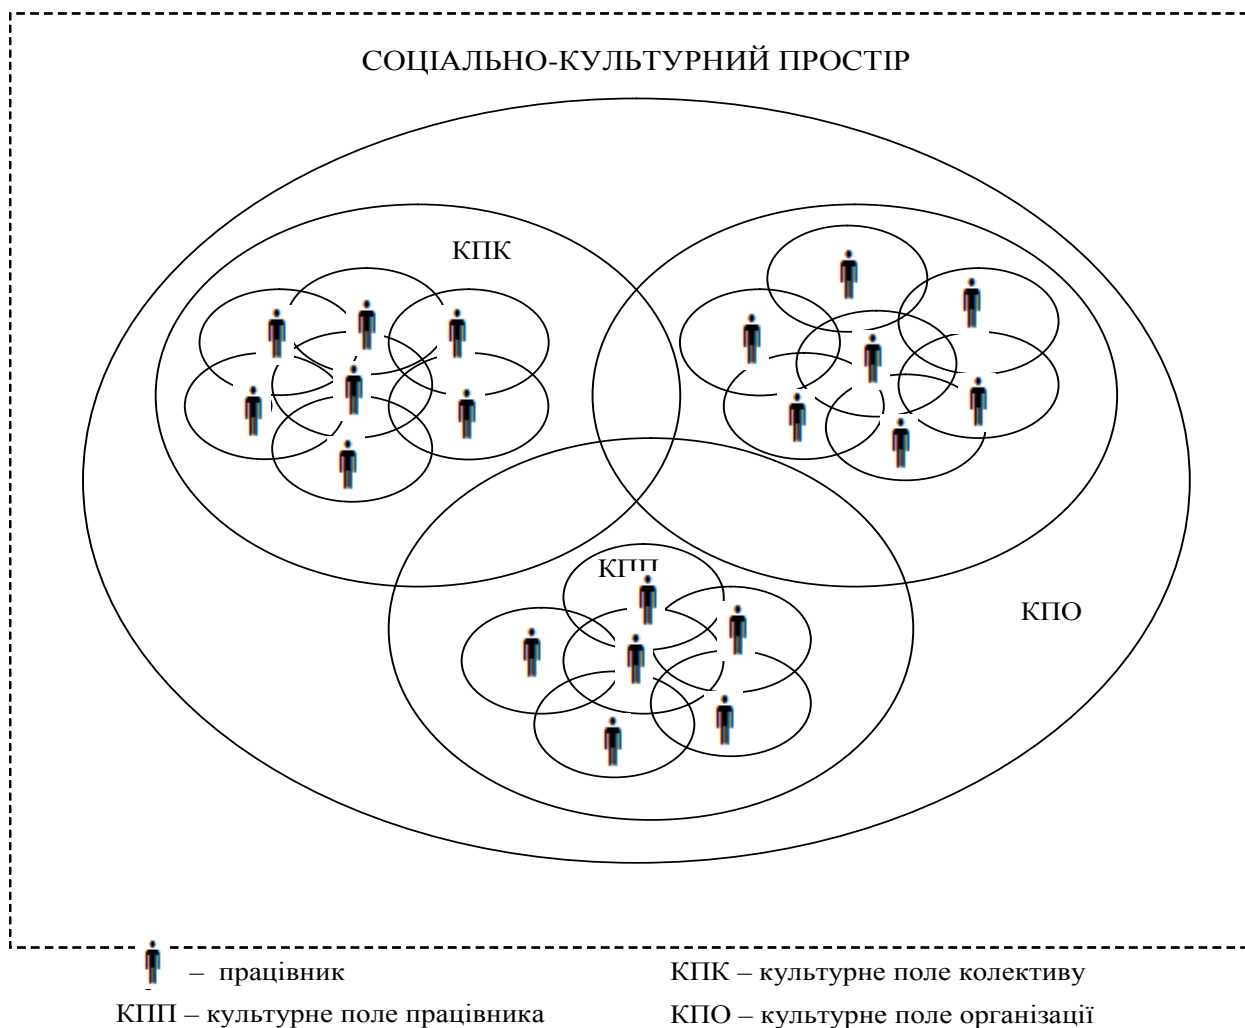 СОЦІАЛЬНО-КУЛЬТУРНИЙ ПРОСТІР
КПК
КПП
КПО
– працівник
КПК – культурне поле колективу
КПП – культурне поле працівника
КПО – культурне поле організації